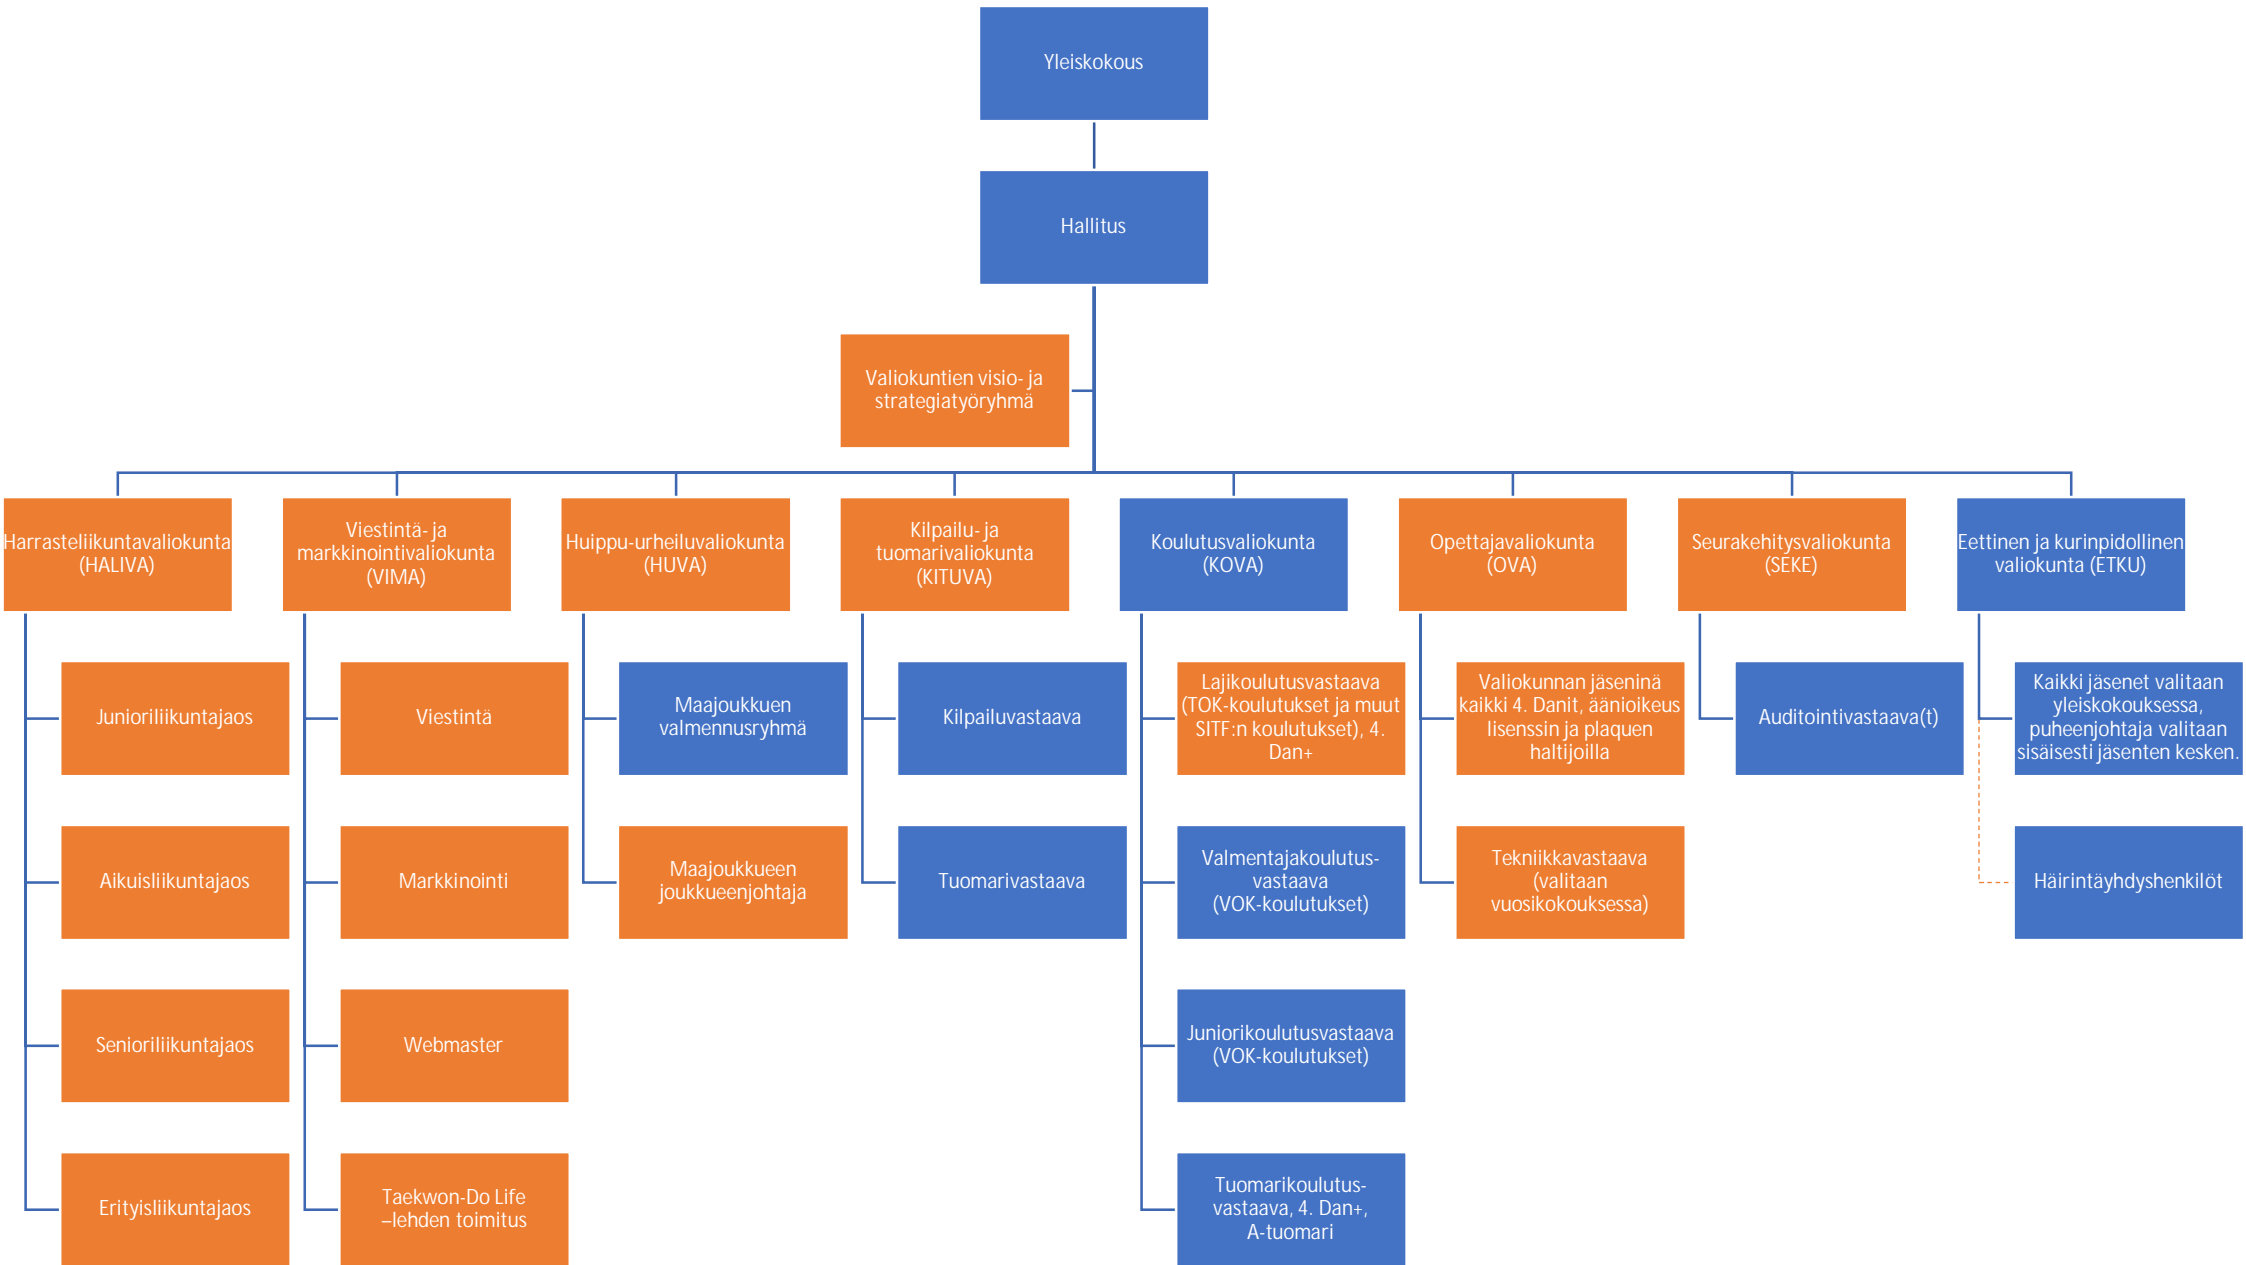 Yleiskokous
Hallitus
Valiokuntien visio- ja
strategiatyöryhmä
Harrasteliikuntavaliokunta
(HALIVA)
Viestintä- ja
markkinointivaliokunta
(VIMA)
Huippu-urheiluvaliokunta
(HUVA)
Kilpailu- ja
tuomarivaliokunta
(KITUVA)
Koulutusvaliokunta
(KOVA)
Opettajavaliokunta
(OVA)
Seurakehitysvaliokunta
(SEKE)
Eettinen ja kurinpidollinen
valiokunta (ETKU)
Junioriliikuntajaos
Viestintä
Maajoukkuen
valmennusryhmä
Kilpailuvastaava
Lajikoulutusvastaava
(TOK-koulutukset ja muut
SITF:n koulutukset), 4.
Dan+
Valiokunnan jäseninä
kaikki 4. Danit, äänioikeus
lisenssin ja plaquen
haltijoilla
Auditointivastaava(t)
Kaikki jäsenet valitaan
yleiskokouksessa,
puheenjohtaja valitaan
sisäisesti jäsenten kesken.
Aikuisliikuntajaos
Markkinointi
Maajoukkueen
joukkueenjohtaja
Tuomarivastaava
Valmentajakoulutus-
vastaava
(VOK-koulutukset)
Tekniikkavastaava
(valitaan
vuosikokouksessa)
Häirintäyhdyshenkilöt
Senioriliikuntajaos
Webmaster
Juniorikoulutusvastaava
(VOK-koulutukset)
Erityisliikuntajaos
Taekwon-Do Life
–lehden toimitus
Tuomarikoulutus-
vastaava, 4. Dan+,
A-tuomari